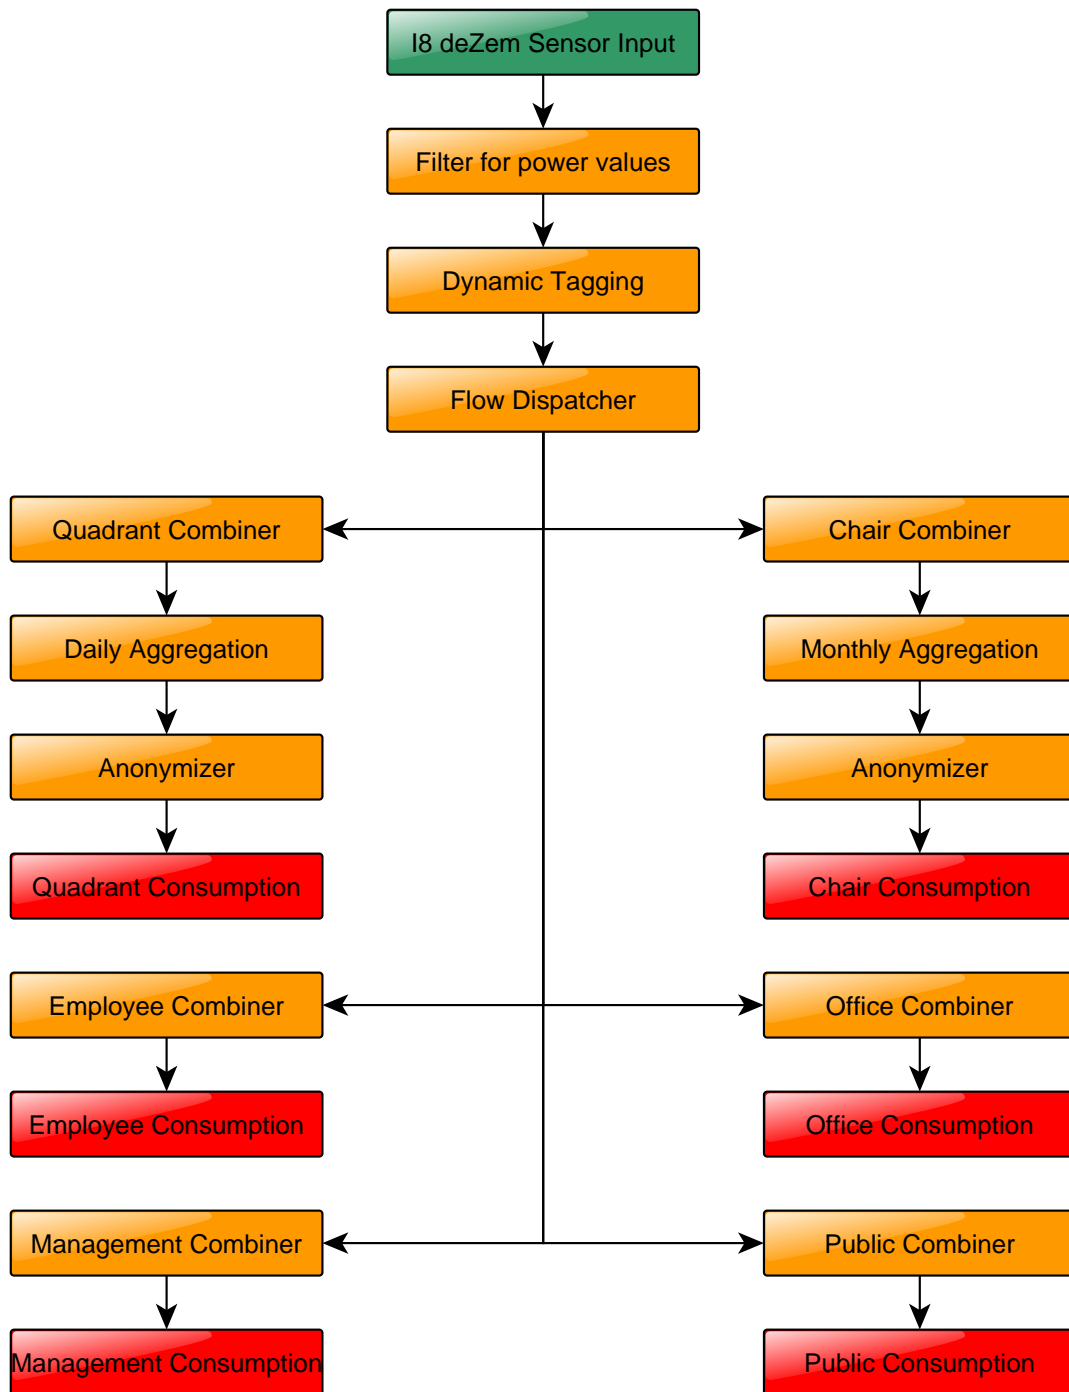 I8 deZem Sensor Input
Filter for power values
Dynamic Tagging
Flow Dispatcher
Quadrant Combiner
Chair Combiner
Daily Aggregation
Monthly Aggregation
Anonymizer
Anonymizer
Quadrant Consumption
Chair Consumption
Employee Combiner
Office Combiner
Employee Consumption
Office Consumption
Management Combiner
Public Combiner
Management Consumption
Public Consumption